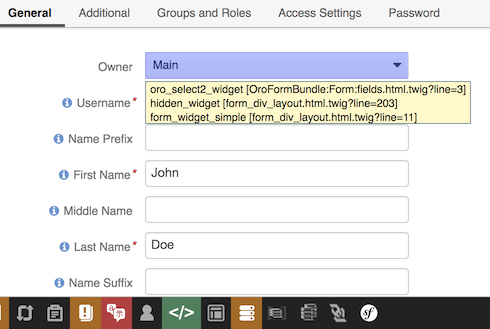 General Additional Groups and Roles Access Settings Password
Owner Main
oro_select2_widget [OroFormBundle:Form:fields.html.twig?line=3]
hidden_widget [form_div_layout.html.twig?line=203]
form_widget_simple [form_div_layout.html.twig?line=11]
Username*
Name Prefix
First Name* John
Middle Name
Last Name* Doe
Name Suffix
</> sf